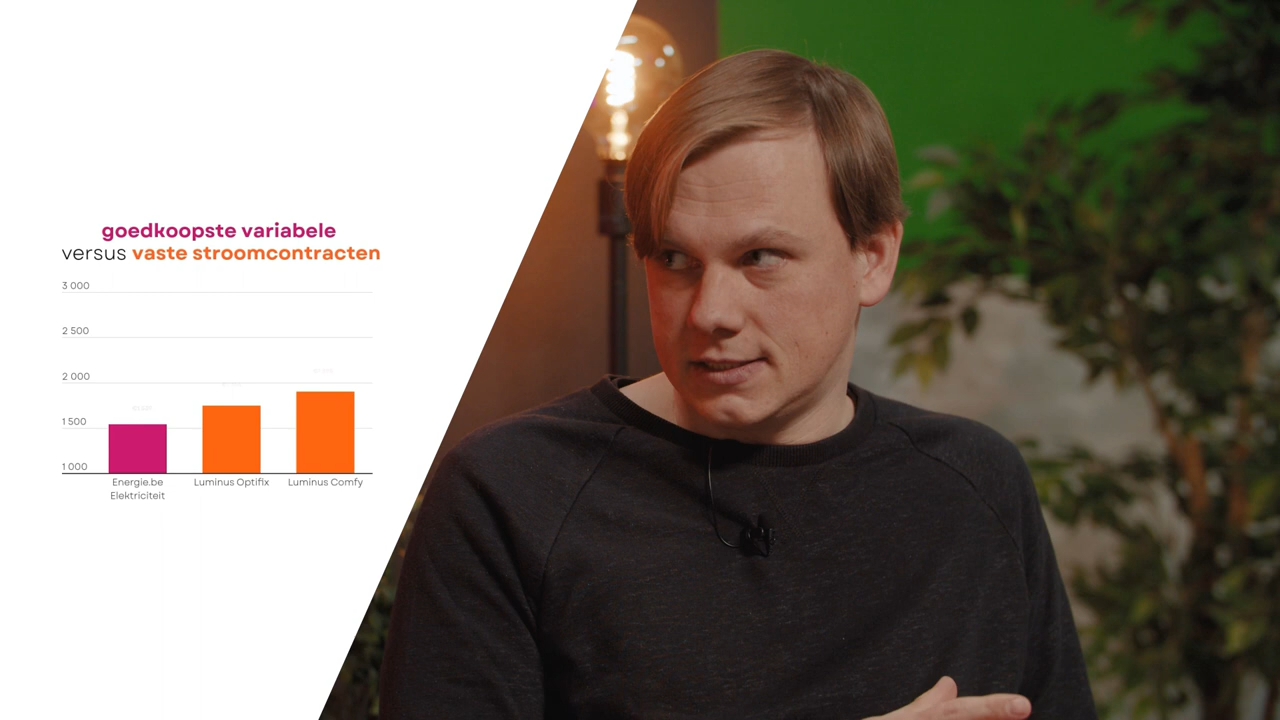 goedkoopste variabele
versus vaste stroomcontracten
3 000
2 500
2 000
1 500
1 000
Energie.be
Elektriciteit
Luminus Optifix
Luminus Comfy